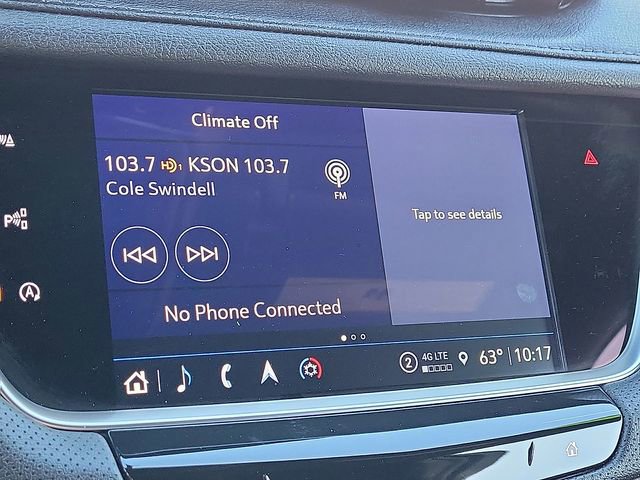 Climate Off
103.7 HD1 KSON 103.7
Cole Swindell
FM
Tap to see details
No Phone Connected
2 4G LTE 63° 10:17
P
A